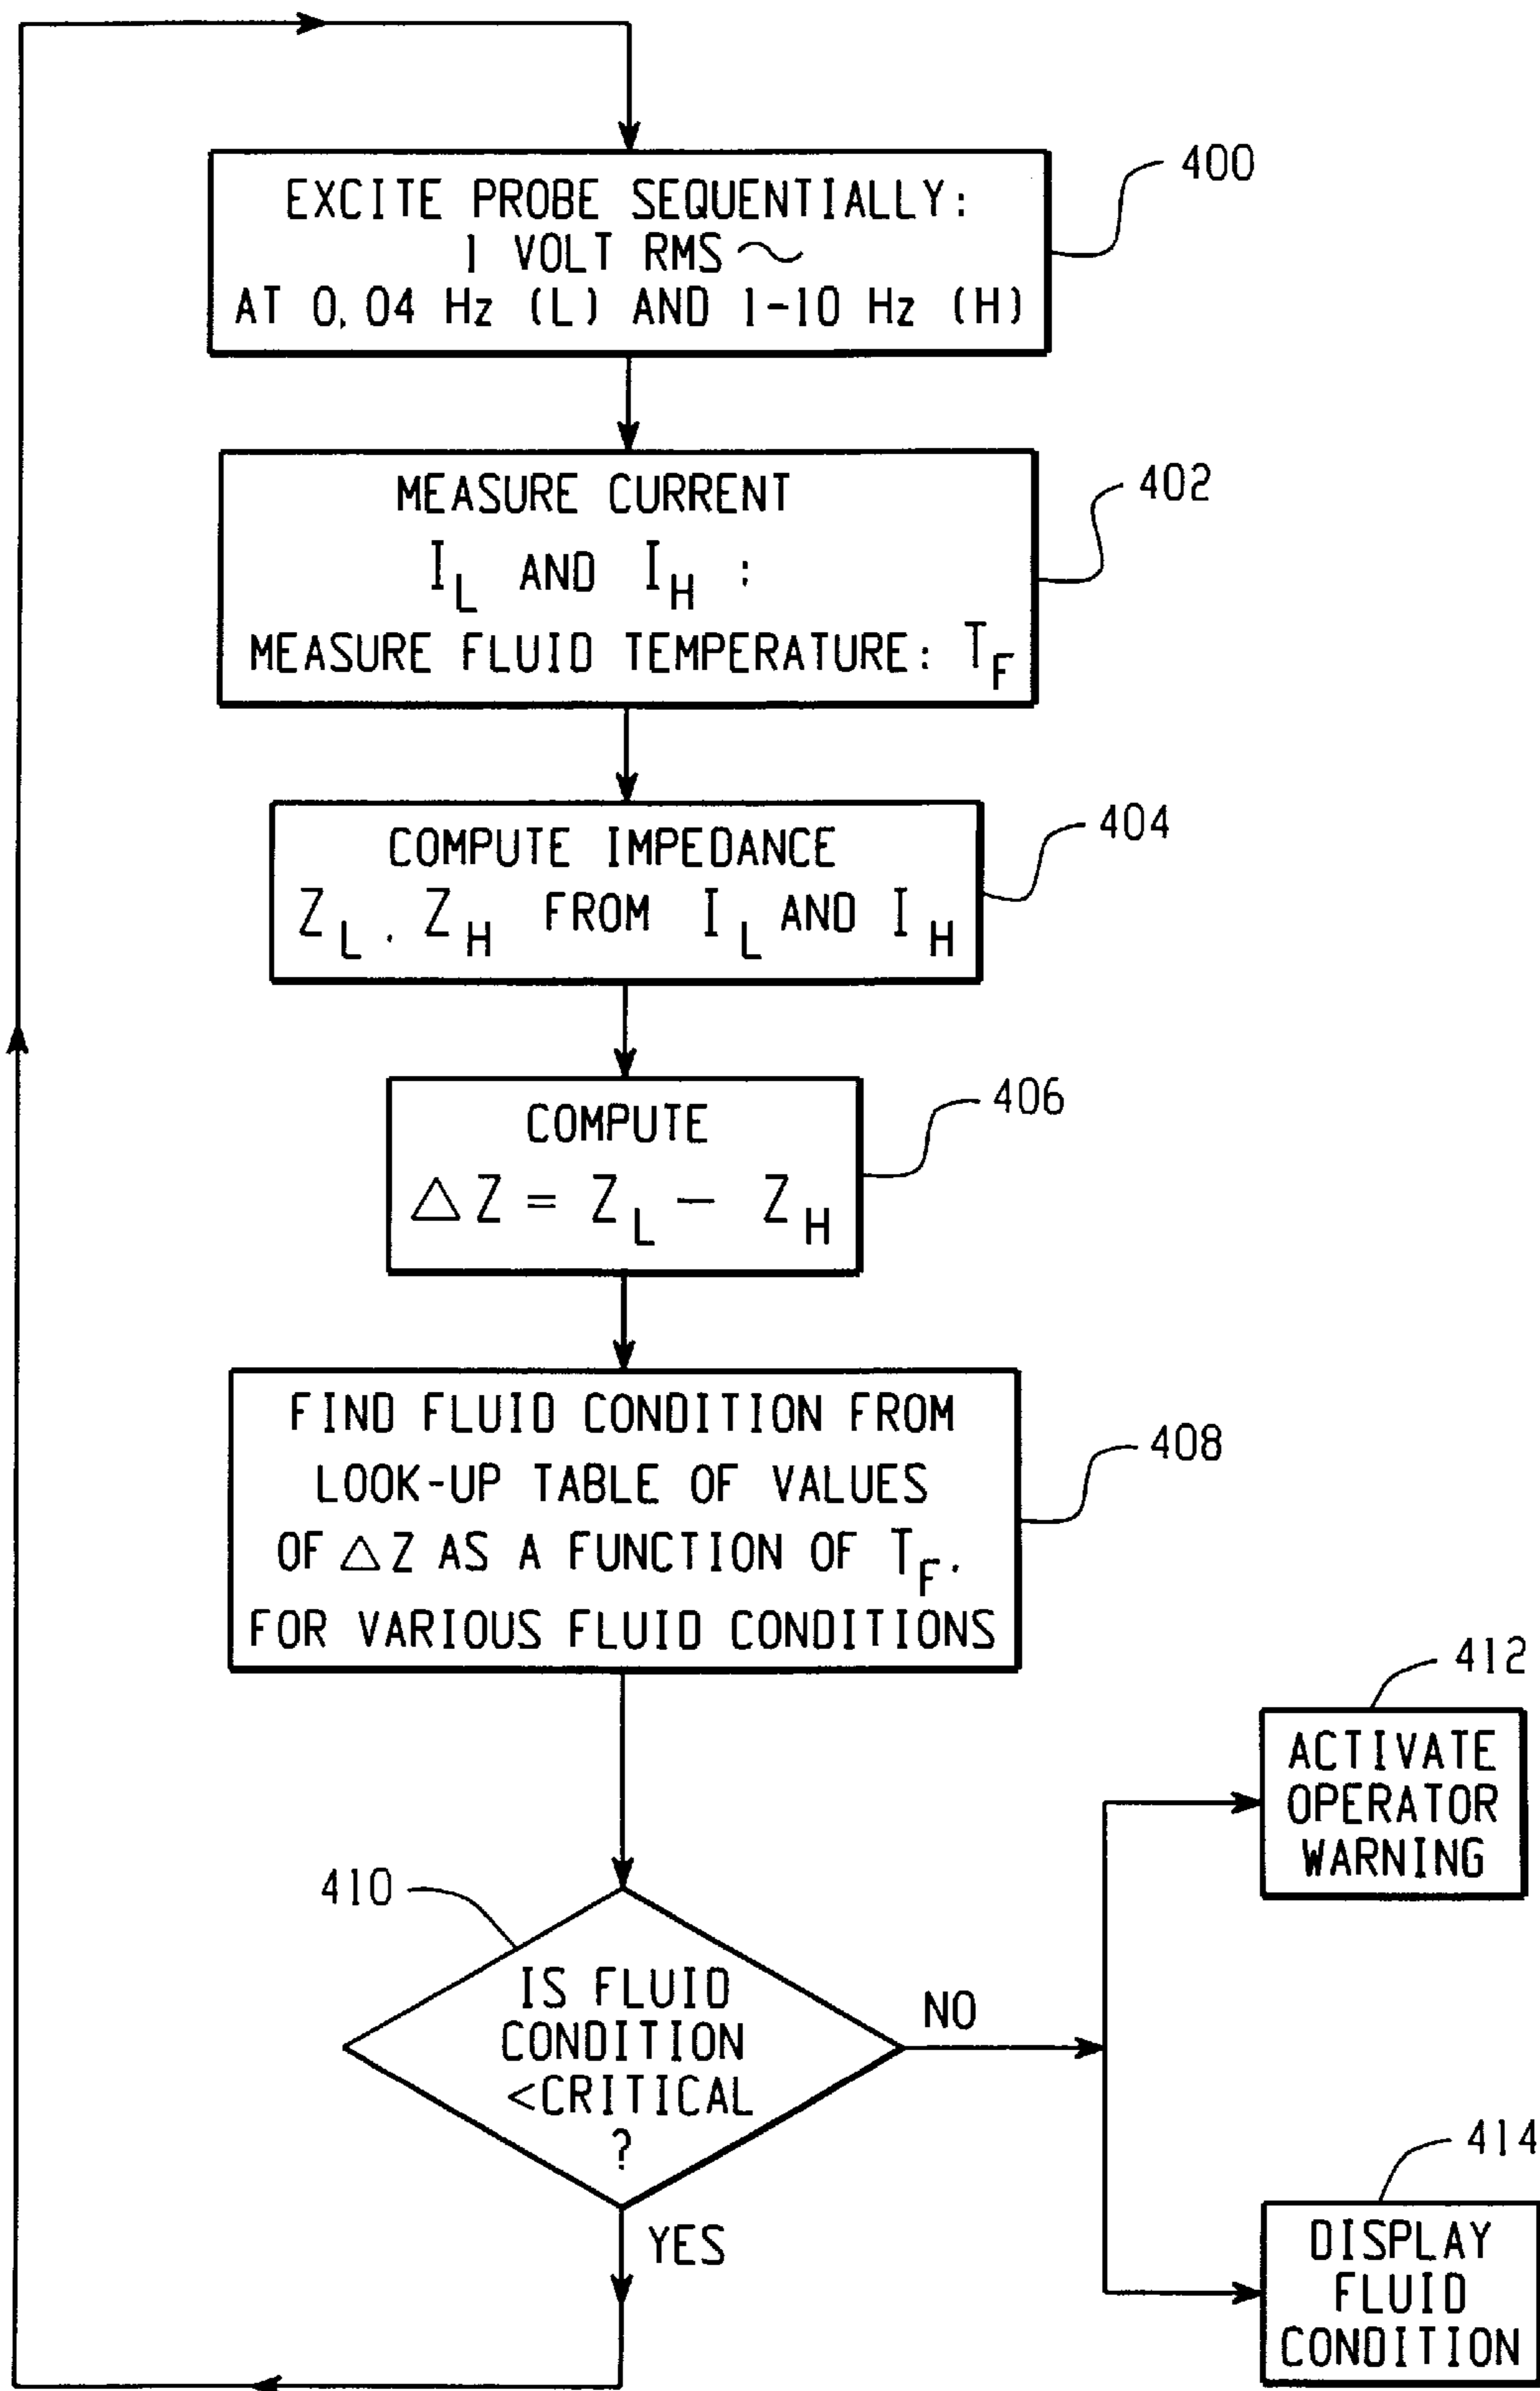 400
EXCITE PROBE SEQUENTIALLY:
1 VOLT RMS ~
AT 0.04 Hz (L) AND 1-10 Hz (H)
402
MEASURE CURRENT
I_L AND I_H :
MEASURE FLUID TEMPERATURE: T_F
404
COMPUTE IMPEDANCE
Z_L, Z_H FROM I_L AND I_H
406
COMPUTE
△Z = Z_L − Z_H
408
FIND FLUID CONDITION FROM
LOOK-UP TABLE OF VALUES
OF △Z AS A FUNCTION OF T_F.
FOR VARIOUS FLUID CONDITIONS
410
IS FLUID
CONDITION
<CRITICAL
?
NO
YES
412
ACTIVATE
OPERATOR
WARNING
414
DISPLAY
FLUID
CONDITION